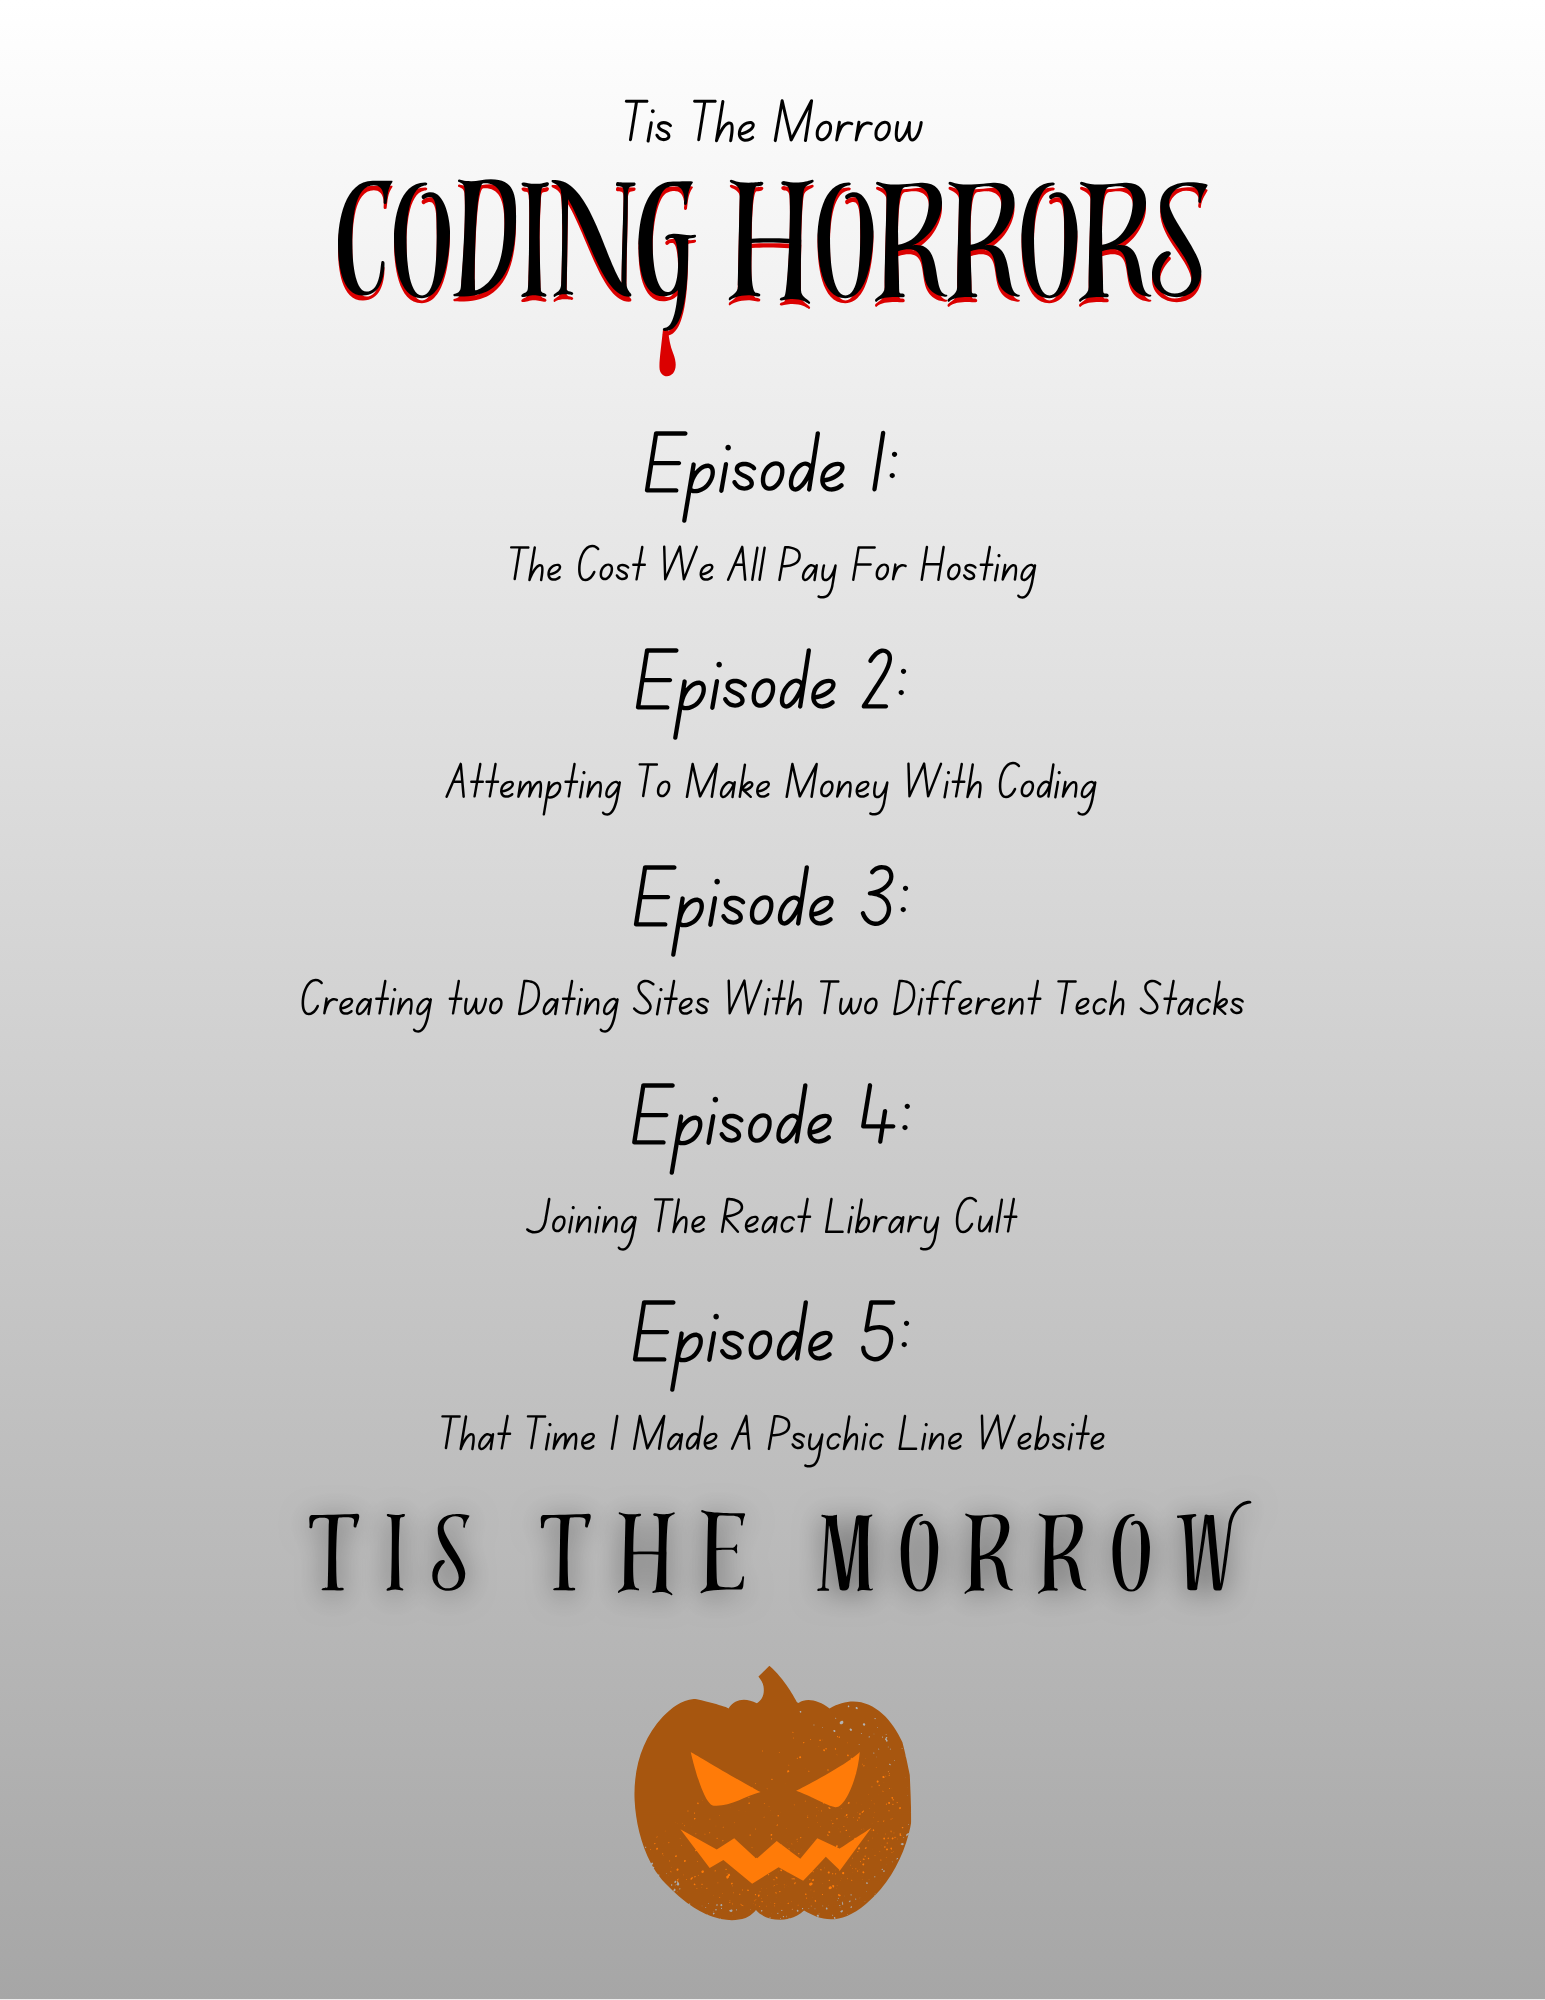 Tis The Morrow
CODING HORRORS
Episode 1:
The Cost We All Pay For Hosting
Episode 2:
Attempting To Make Money With Coding
Episode 3:
Creating two Dating Sites With Two Different Tech Stacks
Episode 4:
Joining The React Library Cult
Episode 5:
That Time I Made A Psychic Line Website
TIS THE MORROW